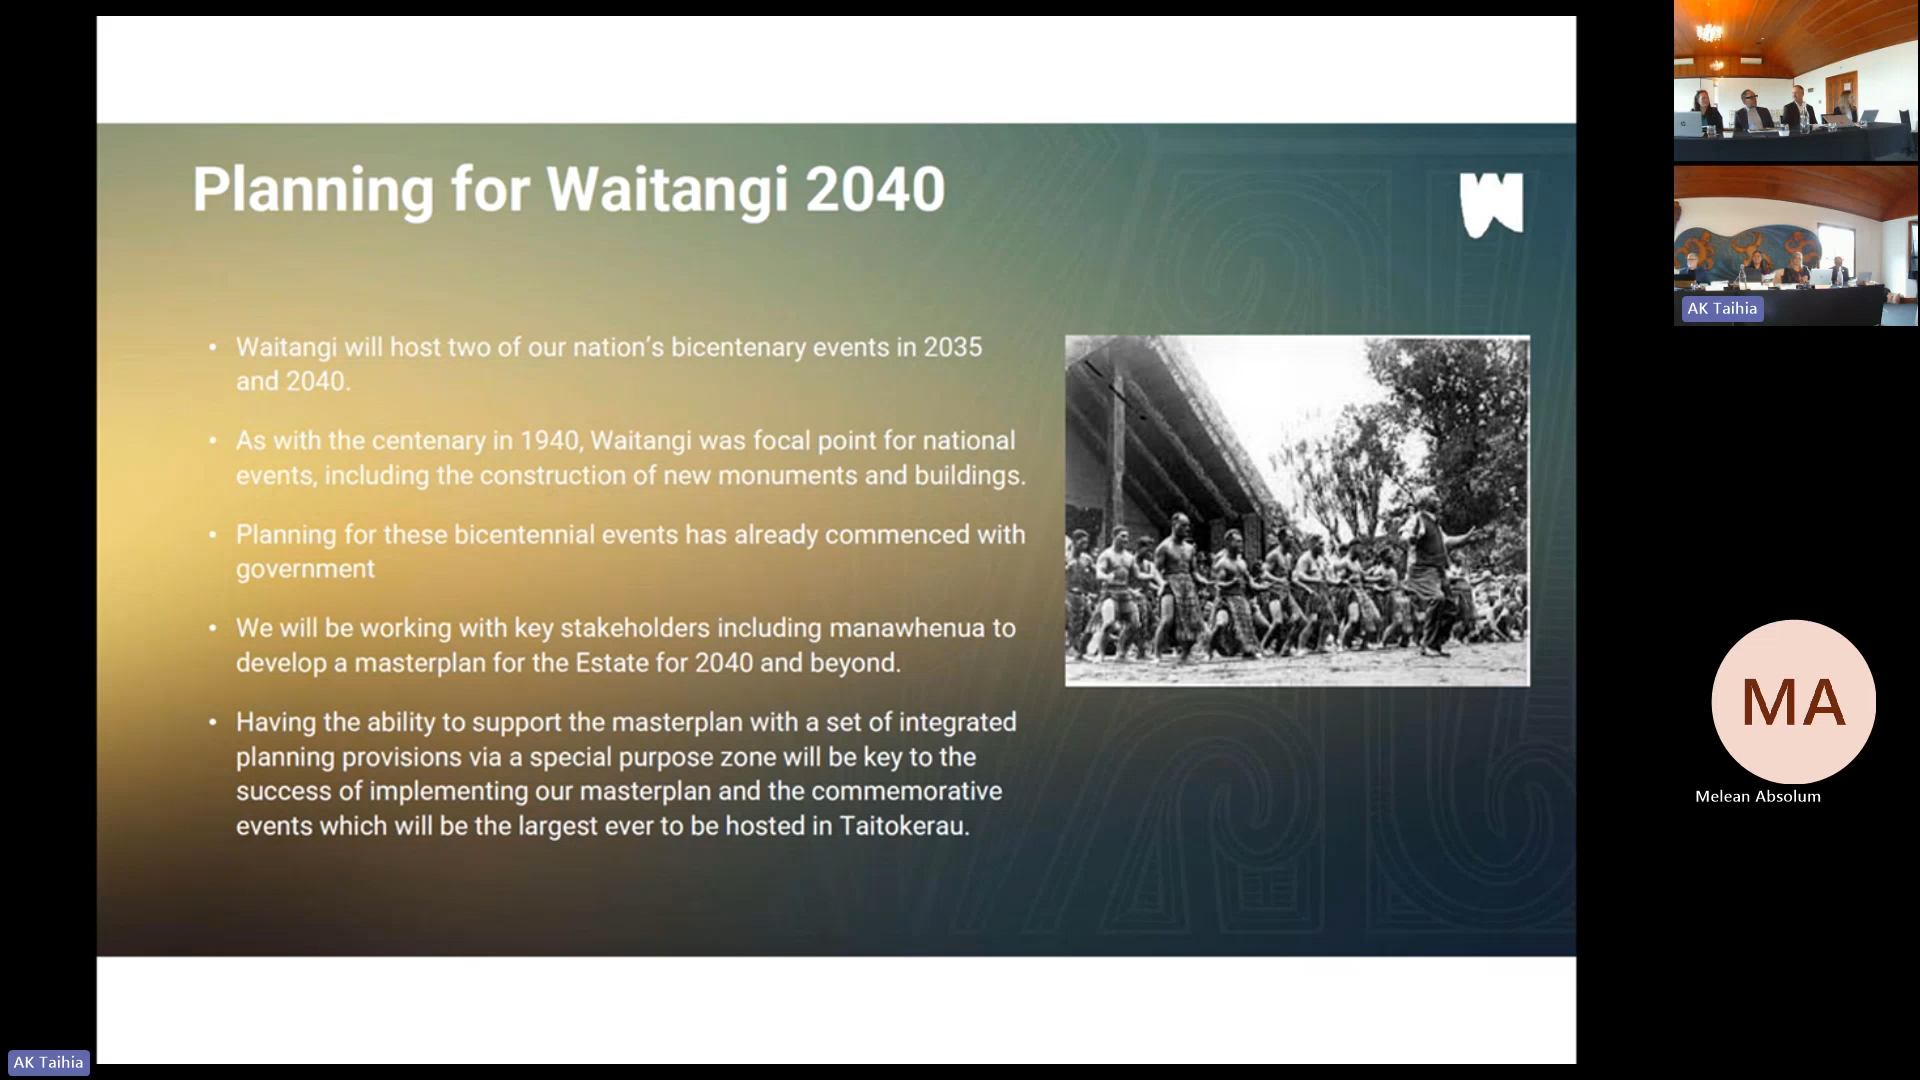 Planning for Waitangi 2040
• Waitangi will host two of our nation’s bicentenary events in 2035
and 2040.
• As with the centenary in 1940, Waitangi was focal point for national
events, including the construction of new monuments and buildings.
• Planning for these bicentennial events has already commenced with
government
• We will be working with key stakeholders including manawhenua to
develop a masterplan for the Estate for 2040 and beyond.
• Having the ability to support the masterplan with a set of integrated
planning provisions via a special purpose zone will be key to the
success of implementing our masterplan and the commemorative
events which will be the largest ever to be hosted in Taitokerau.
AK Taihia
MA
Melean Absolum
AK Taihia